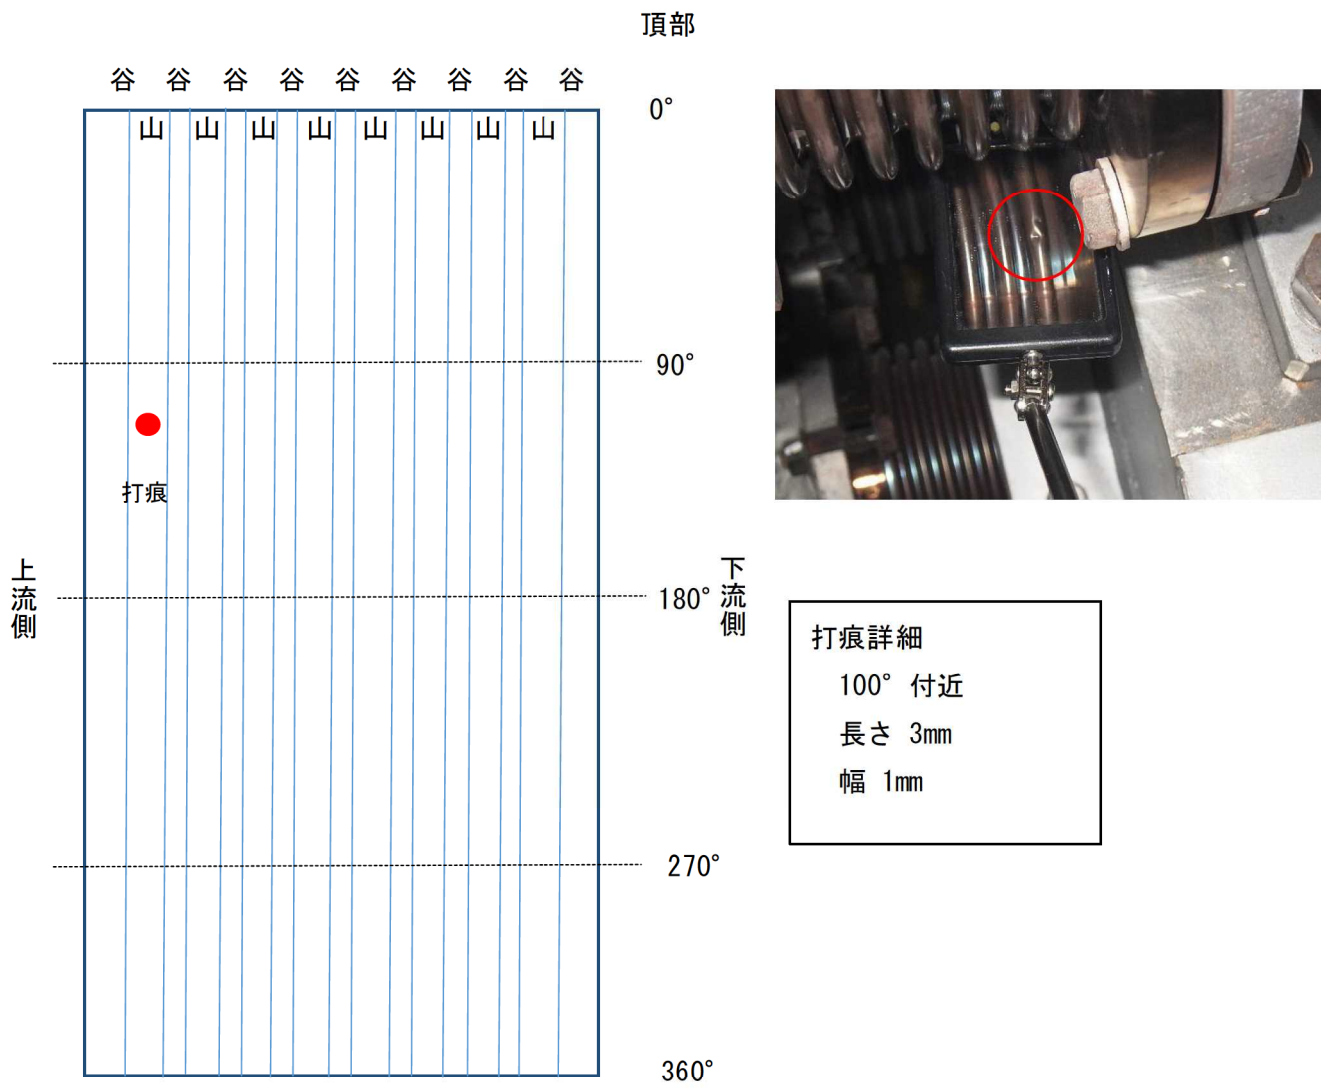 頂部
谷 谷 谷 谷 谷 谷 谷 谷 谷
0°
山 山 山 山 山 山 山 山
90°
打痕
上流側
下流側
180°
270°
360°
打痕詳細
100° 付近
長さ 3mm
幅 1mm